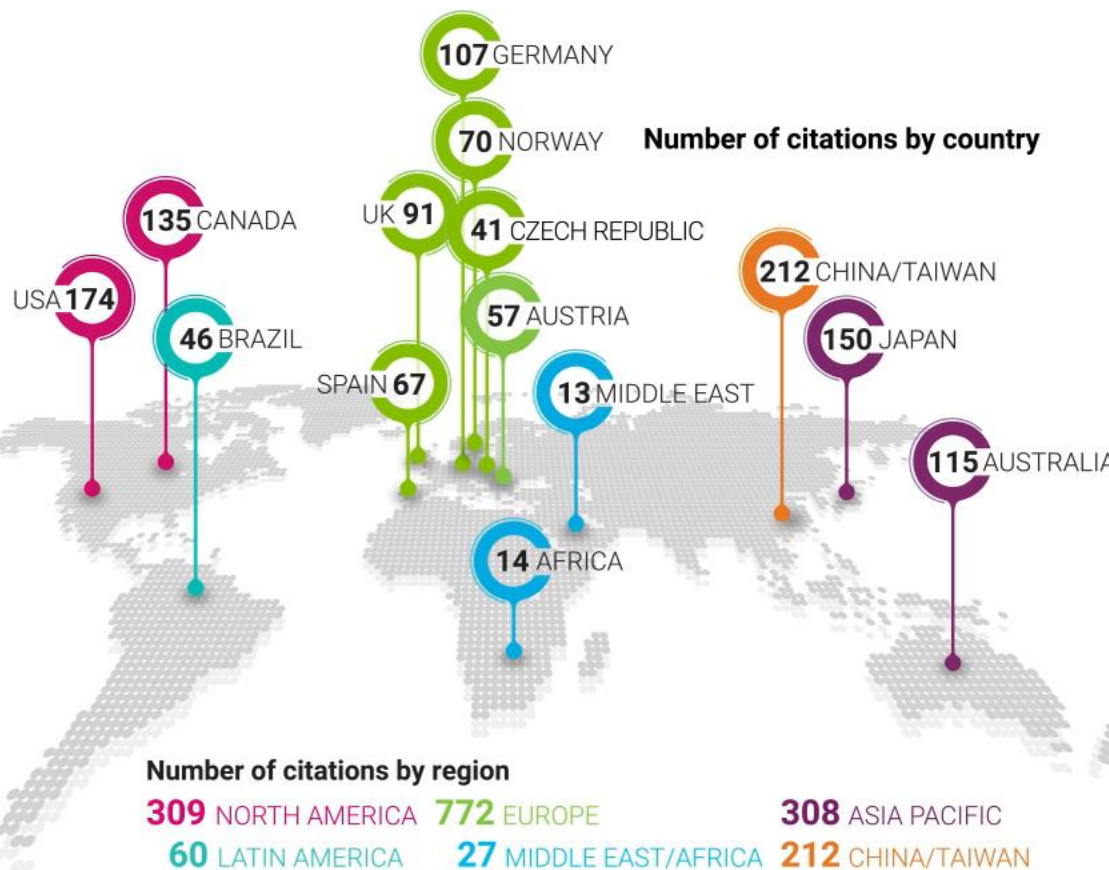 107 GERMANY
70 NORWAY
Number of citations by country
135 CANADA
UK 91
41 CZECH REPUBLIC
212 CHINA/TAIWAN
USA 174
57 AUSTRIA
46 BRAZIL
150 JAPAN
SPAIN 67
13 MIDDLE EAST
115 AUSTRALIA
14 AFRICA
Number of citations by region
309 NORTH AMERICA 772 EUROPE 308 ASIA PACIFIC
60 LATIN AMERICA 27 MIDDLE EAST/AFRICA 212 CHINA/TAIWAN